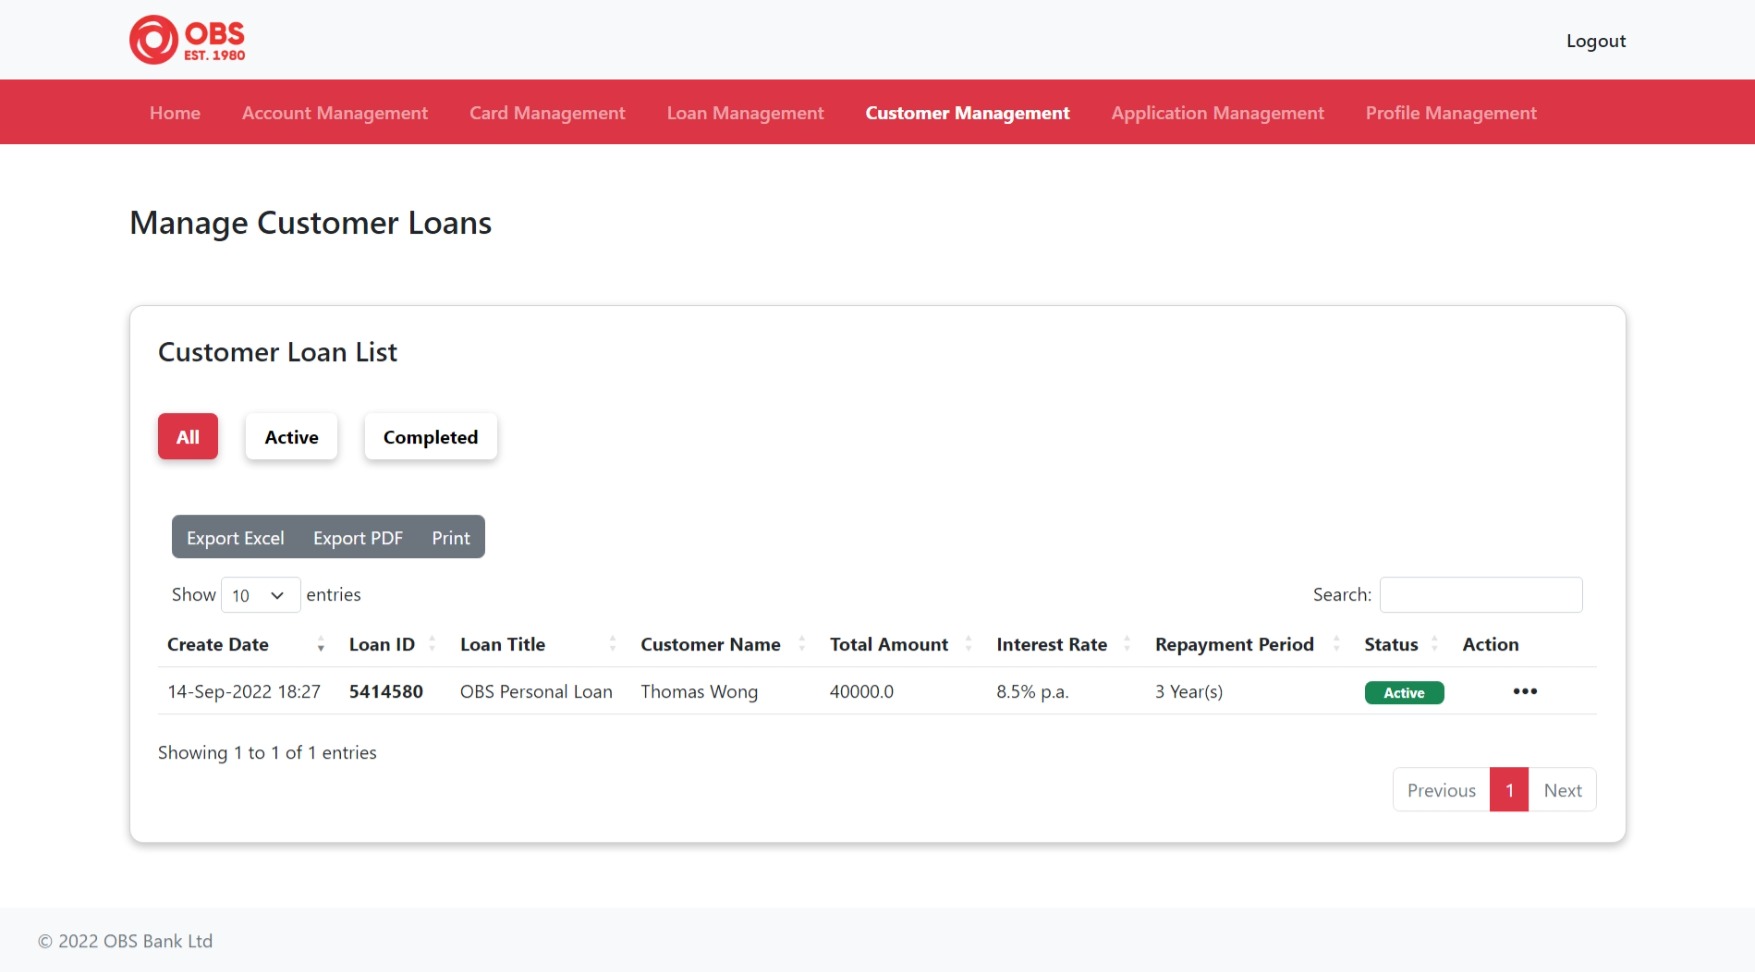 OBS
EST. 1980
Logout
Home Account Management Card Management Loan Management Customer Management Application Management Profile Management
Manage Customer Loans
Customer Loan List
All Active Completed
Export Excel Export PDF Print
Show 10 entries Search:
Create Date Loan ID Loan Title Customer Name Total Amount Interest Rate Repayment Period Status Action
14-Sep-2022 18:27 5414580 OBS Personal Loan Thomas Wong 40000.0 8.5% p.a. 3 Year(s) Active •••
Showing 1 to 1 of 1 entries
Previous 1 Next
© 2022 OBS Bank Ltd